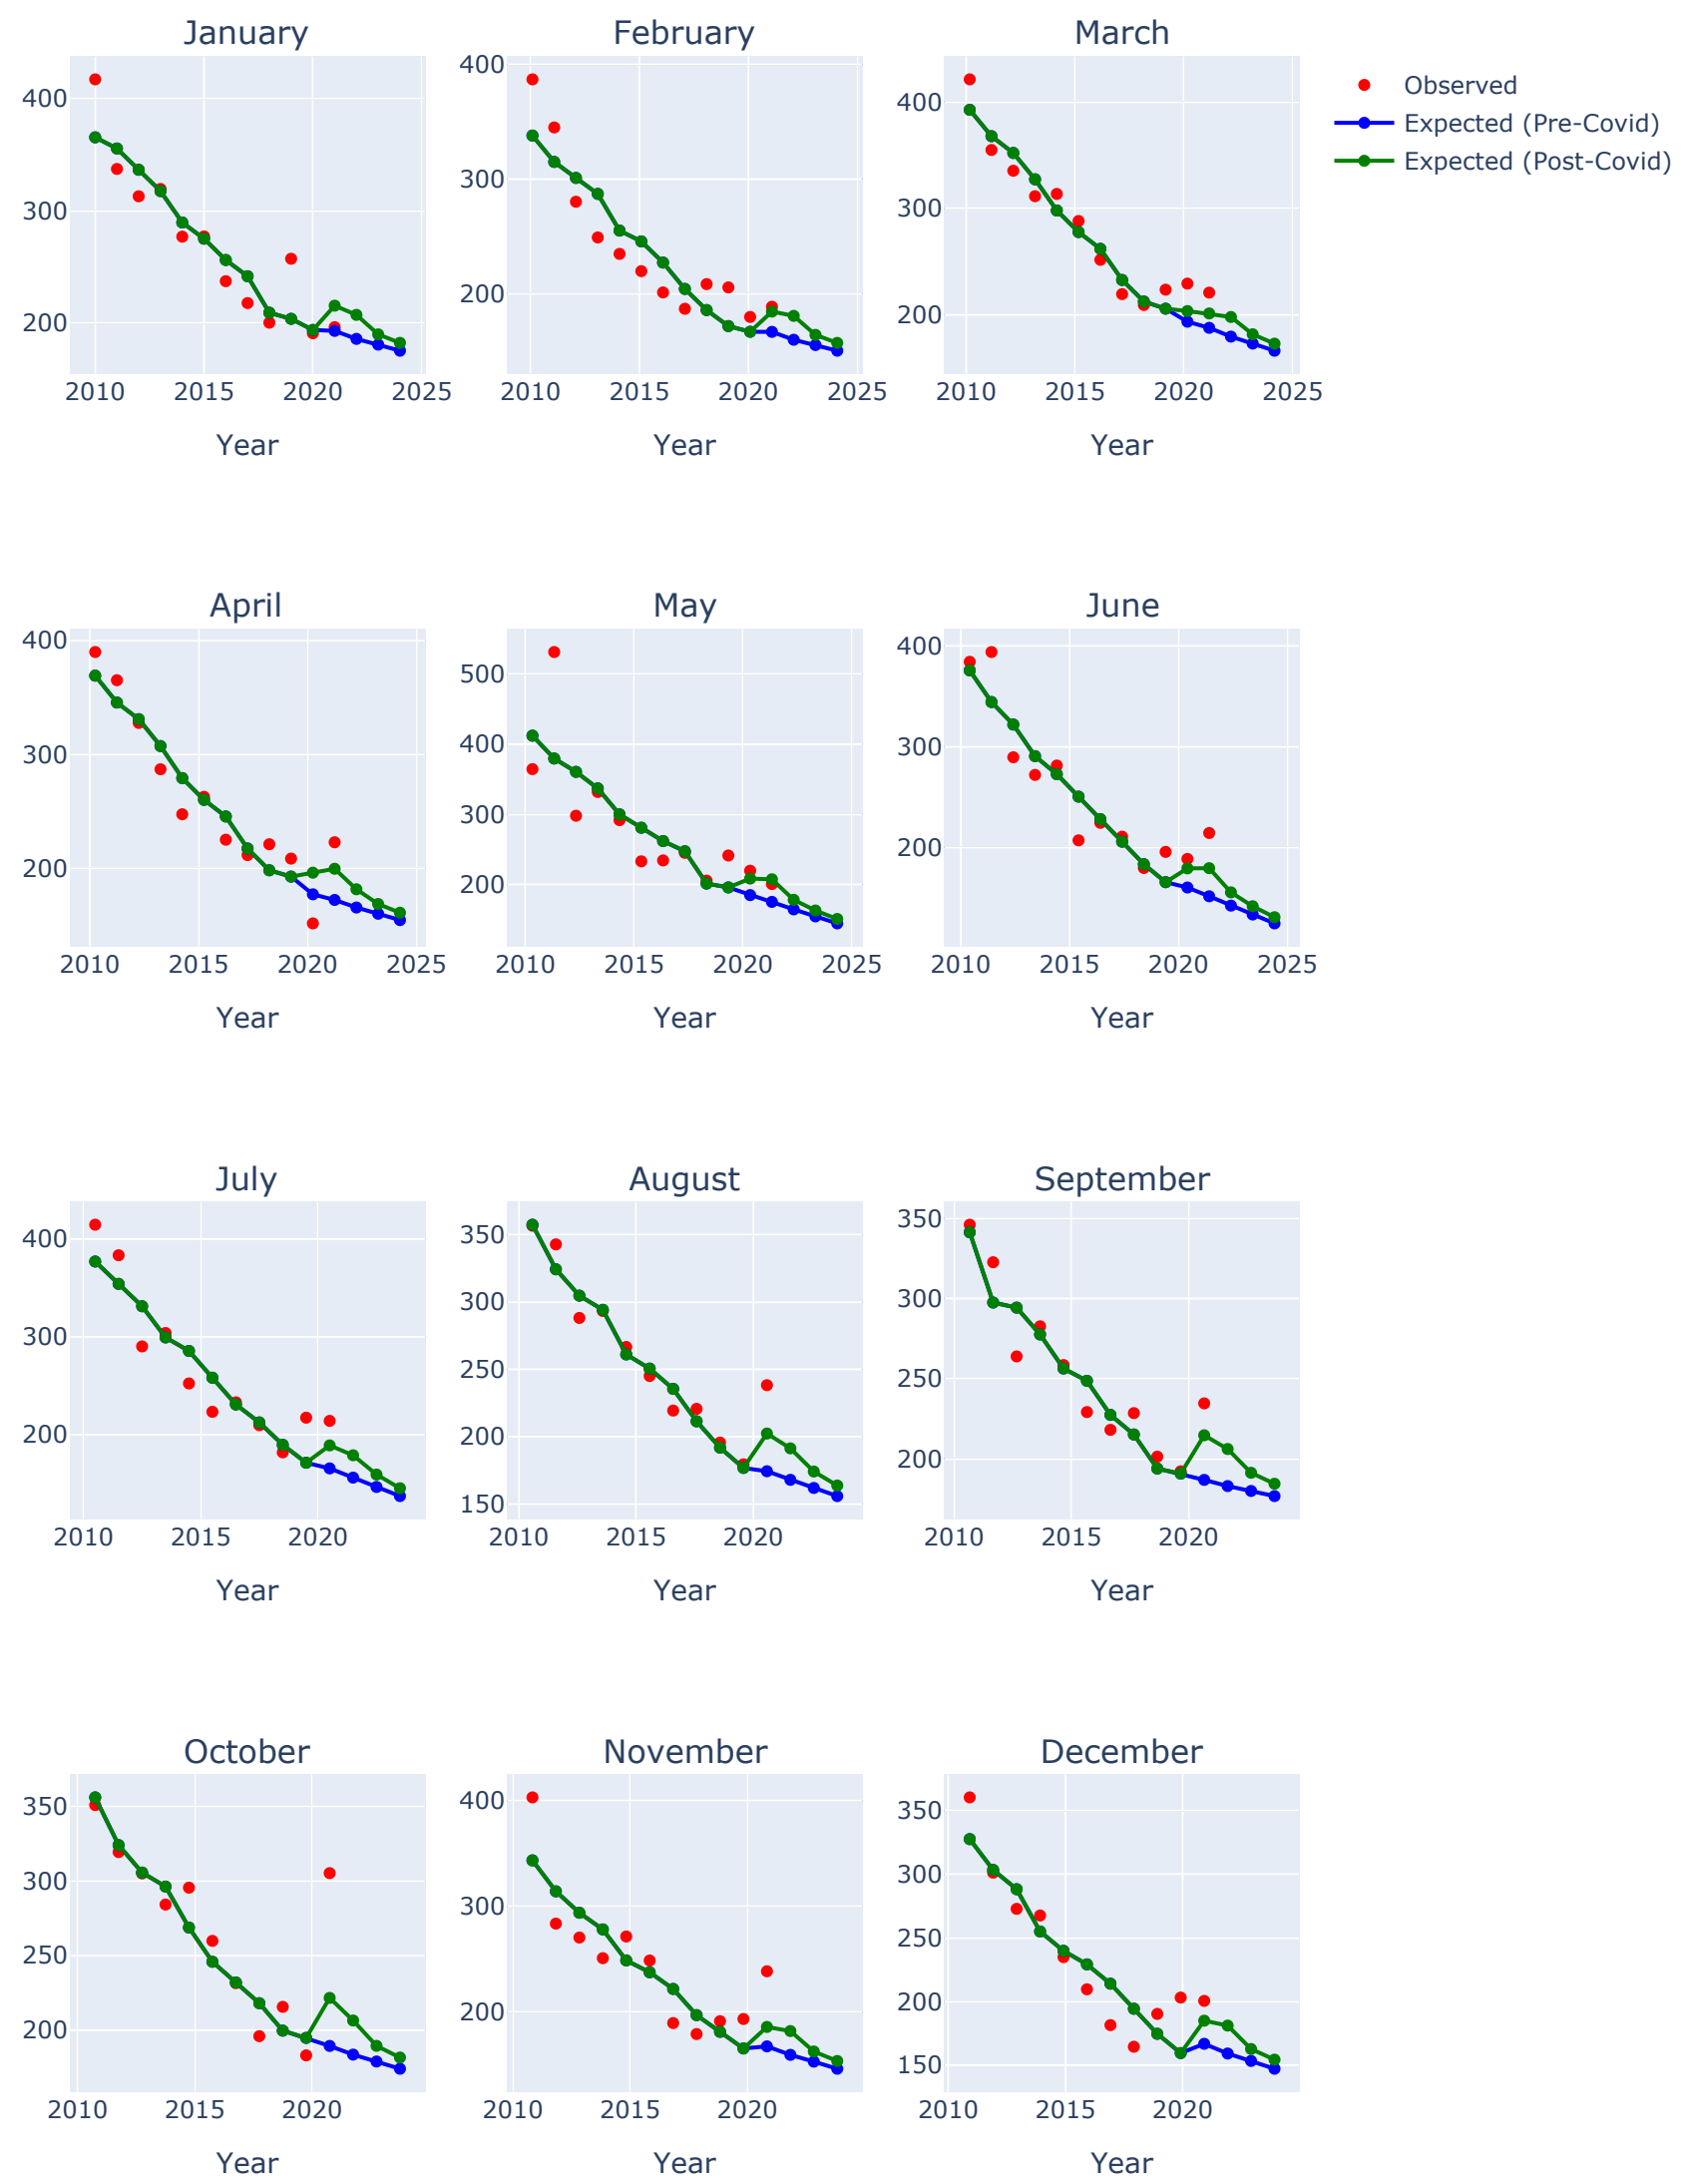 January February March
400
300
200
2010 2015 2020 2025
Year
400
300
200
2010 2015 2020 2025
Year
400
300
200
2010 2015 2020 2025
Year
Observed
Expected (Pre-Covid)
Expected (Post-Covid)
April May June
400
300
200
2010 2015 2020 2025
Year
500
400
300
200
2010 2015 2020 2025
Year
400
300
200
2010 2015 2020 2025
Year
July August September
400
300
200
2010 2015 2020
Year
350
300
250
200
150
2010 2015 2020
Year
350
300
250
200
2010 2015 2020
Year
October November December
350
300
250
200
2010 2015 2020
Year
400
300
200
2010 2015 2020
Year
350
300
250
200
150
2010 2015 2020
Year